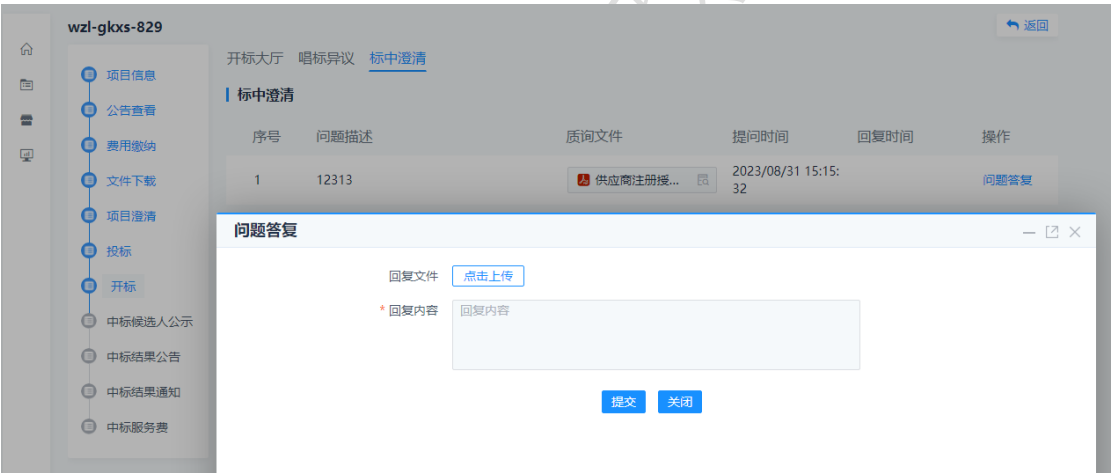 wzl-gkxs-829
返回
项目信息
公告查看
费用缴纳
文件下载
项目澄清
投标
开标
中标候选人公示
中标结果公告
中标结果通知
中标服务费
开标大厅 唱标异议 标中澄清
标中澄清
序号 问题描述 质询文件 提问时间 回复时间 操作
1 12313 供应商注册授... 2023/08/31 15:15:
32 问题答复
问题答复
回复文件 点击上传
* 回复内容 回复内容
提交 关闭